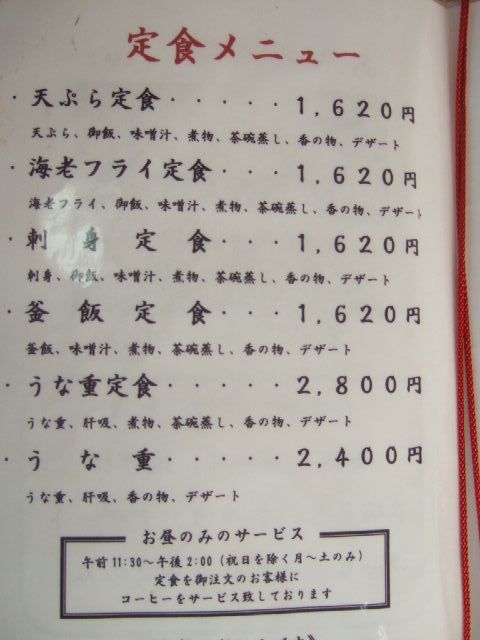 定食メニュー
・天ぷら定食・・・・・1,620円
天ぷら、御飯、味噌汁、煮物、茶碗蒸し、香の物、デザート
・海老フライ定食・・・1,620円
海老フライ、御飯、味噌汁、煮物、茶碗蒸し、香の物、デザート
・刺身定食・・・1,620円
刺身、御飯、味噌汁、煮物、茶碗蒸し、香の物、デザート
・釜飯定食・・・1,620円
釜飯、味噌汁、煮物、茶碗蒸し、香の物、デザート
・うな重定食・・・・・2,800円
うな重、肝吸、煮物、茶碗蒸し、香の物、デザート
・うな重・・・・・2,400円
うな重、肝吸、香の物、デザート
お昼のみのサービス
午前11:30～午後2:00（祝日を除く月～土のみ）
定食を御注文のお客様に
コーヒーをサービス致しております